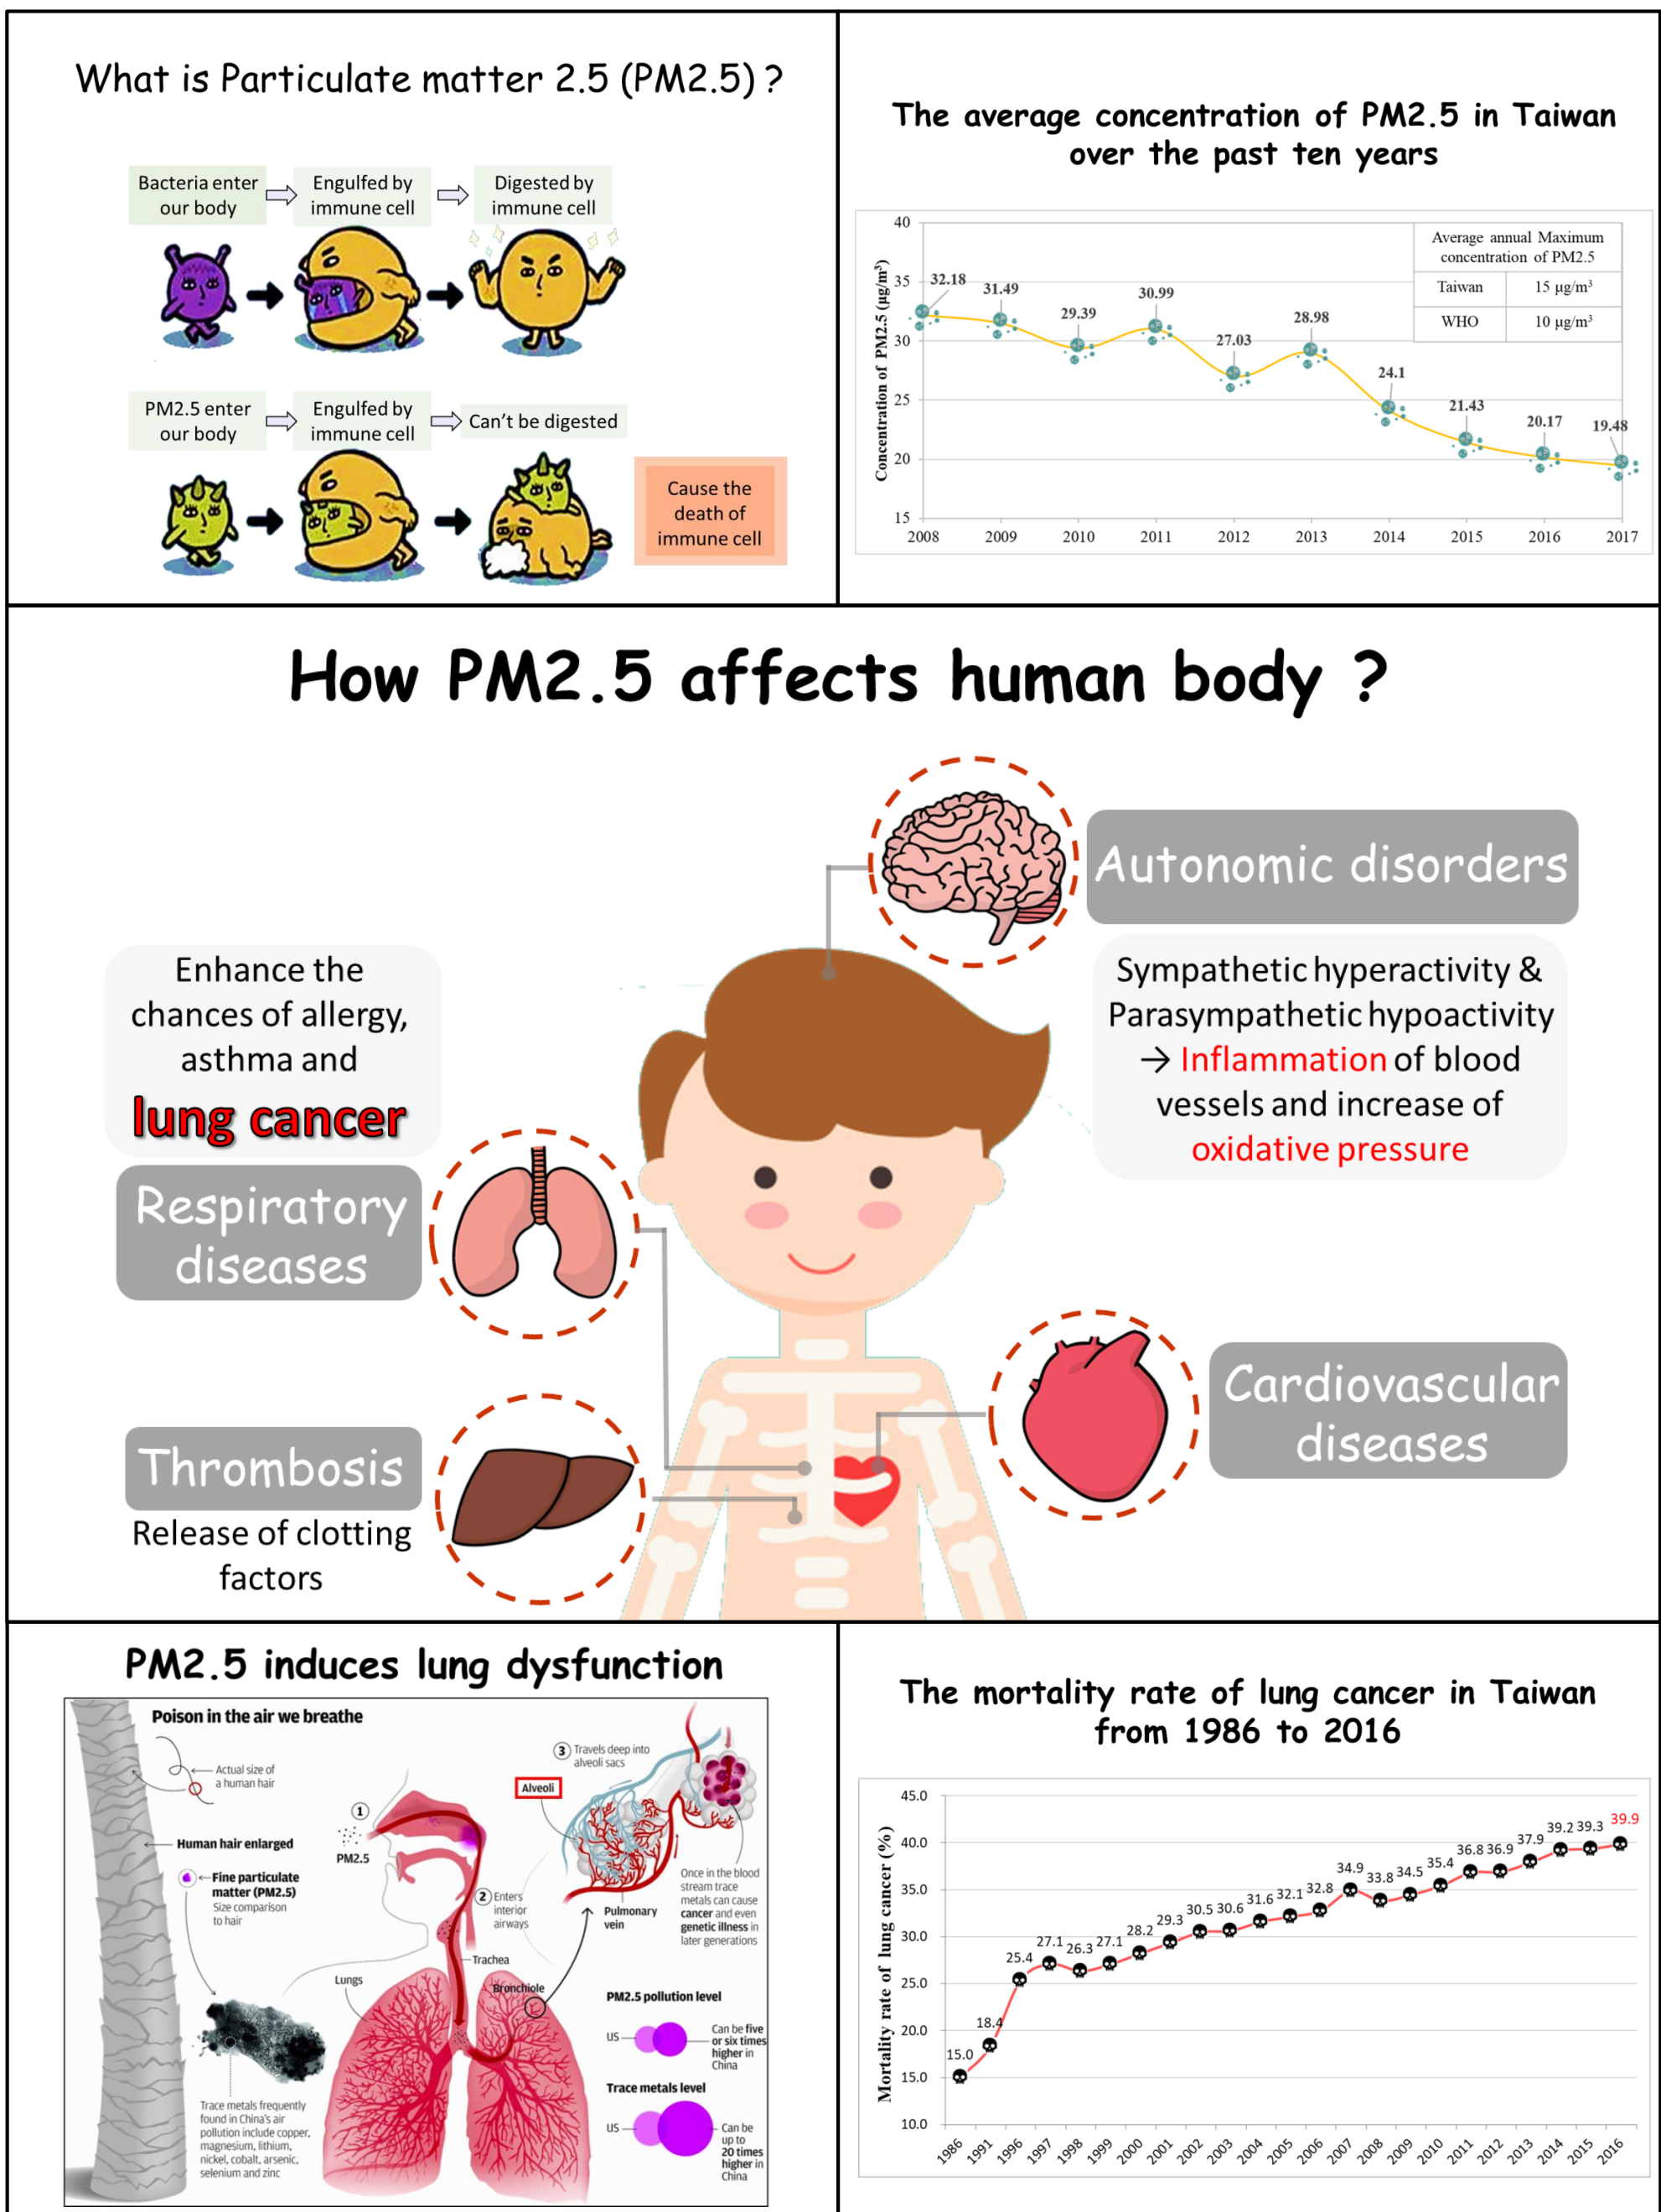 What is Particulate matter 2.5 (PM2.5) ?
Bacteria enter
our body
Engulfed by
immune cell
Digested by
immune cell
PM2.5 enter
our body
Engulfed by
immune cell
Can't be digested
Cause the
death of
immune cell
The average concentration of PM2.5 in Taiwan
over the past ten years
Concentration of PM2.5 (μg/m³)
40
35
30
25
20
15
32.18
31.49
29.39
30.99
27.03
28.98
24.1
21.43
20.17
19.48
Average annual Maximum
concentration of PM2.5
Taiwan 15 μg/m³
WHO 10 μg/m³
2008 2009 2010 2011 2012 2013 2014 2015 2016 2017
How PM2.5 affects human body ?
Autonomic disorders
Sympathetic hyperactivity &
Parasympathetic hypoactivity
→ Inflammation of blood
vessels and increase of
oxidative pressure
Enhance the
chances of allergy,
asthma and
lung cancer
Respiratory
diseases
Cardiovascular
diseases
Thrombosis
Release of clotting
factors
PM2.5 induces lung dysfunction
Poison in the air we breathe
Actual size of
a human hair
Human hair enlarged
Fine particulate
matter (PM2.5)
Size comparison
to hair
Trace metals frequently
found in China's air
pollution include copper,
magnesium, lithium,
nickel, cobalt, arsenic,
selenium and zinc
1
PM2.5
2 Enters
interior
airways
Trachea
Lungs
Bronchiole
3 Travels deep into
alveoli sacs
Alveoli
Pulmonary
vein
Once in the blood
stream trace
metals can cause
cancer and even
genetic illness in
later generations
PM2.5 pollution level
US
Can be five
or six times
higher in
China
Trace metals level
US
Can be
up to
20 times
higher in
China
The mortality rate of lung cancer in Taiwan
from 1986 to 2016
Mortality rate of lung cancer (%)
45.0
40.0
35.0
30.0
25.0
20.0
15.0
10.0
15.0
18.4
25.4
27.1
26.3
27.1
28.2
29.3
30.5
30.6
31.6
32.1
32.8
34.9
33.8
34.5
35.4
36.8
36.9
37.9
39.2
39.3
39.9
1986 1991 1996 1997 1998 1999 2000 2001 2002 2003 2004 2005 2006 2007 2008 2009 2010 2011 2012 2013 2014 2015 2016